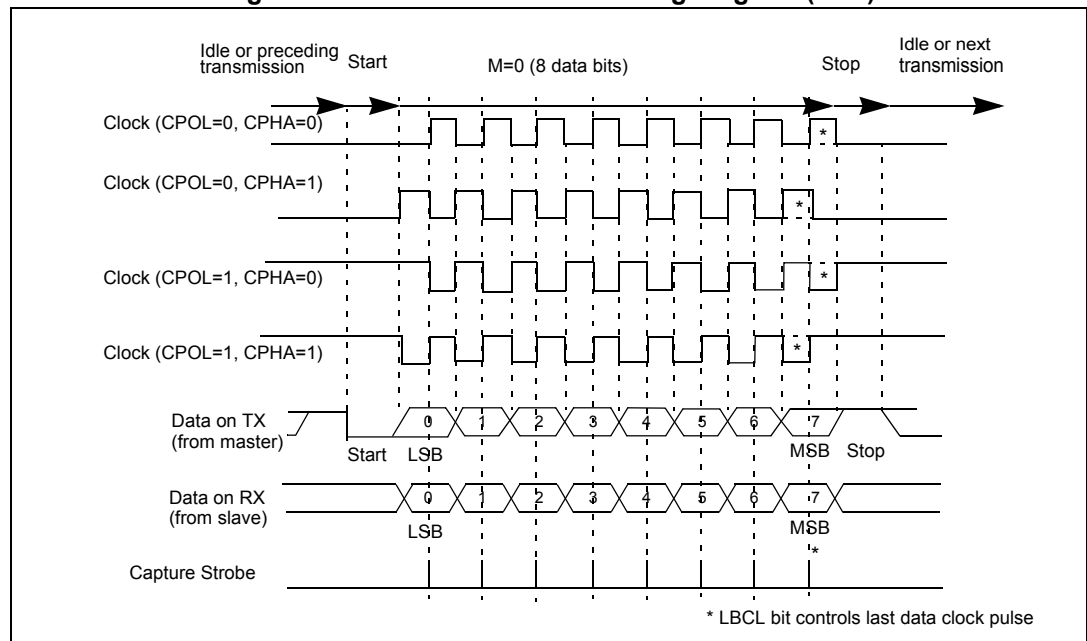 Idle or preceding transmission
Start
M=0 (8 data bits)
Stop
Idle or next transmission
Clock (CPOL=0, CPHA=0)
*
Clock (CPOL=0, CPHA=1)
*
Clock (CPOL=1, CPHA=0)
*
Clock (CPOL=1, CPHA=1)
*
Data on TX
(from master)
0 1 2 3 4 5 6 7
Start LSB MSB Stop
Data on RX
(from slave)
0 1 2 3 4 5 6 7
LSB MSB
*
Capture Strobe
* LBCL bit controls last data clock pulse